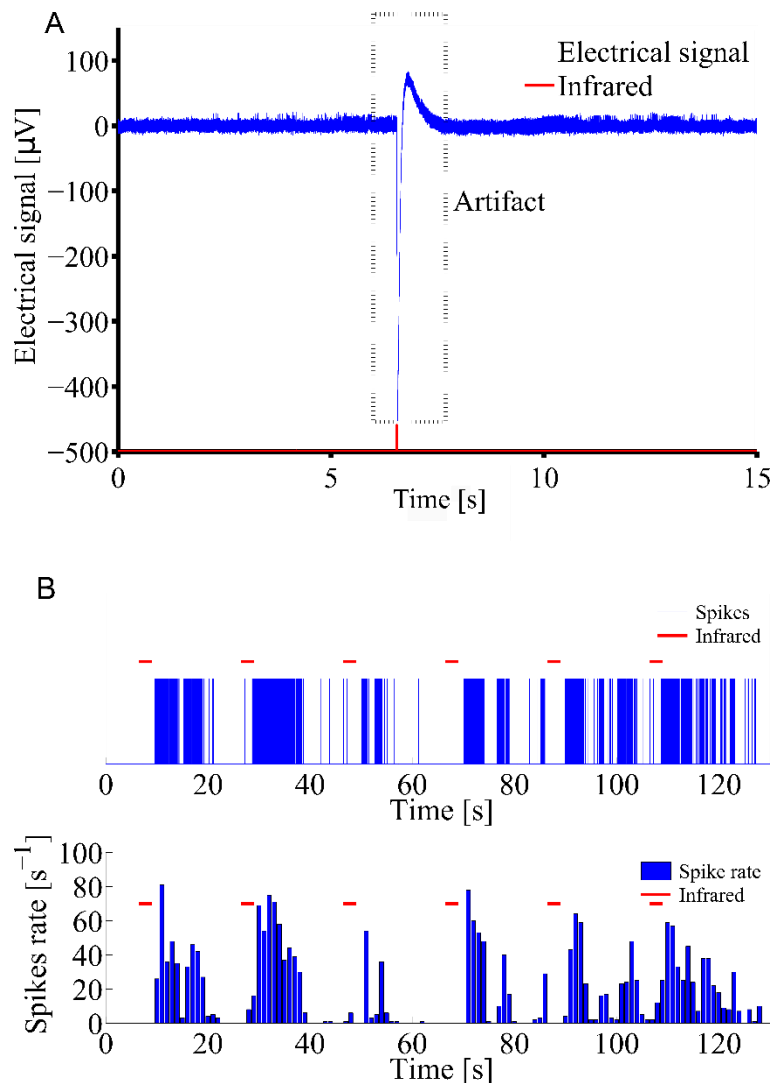 A
Electrical signal
Infrared
Artifact
Electrical signal [µV]
100
0
−100
−200
−300
−400
−500
0 5 10 15
Time [s]
B
Spikes
Infrared
0 20 40 60 80 100 120
Time [s]
Spikes rate [s⁻¹]
100
80
60
40
20
0
Spike rate
Infrared
0 20 40 60 80 100 120
Time [s]